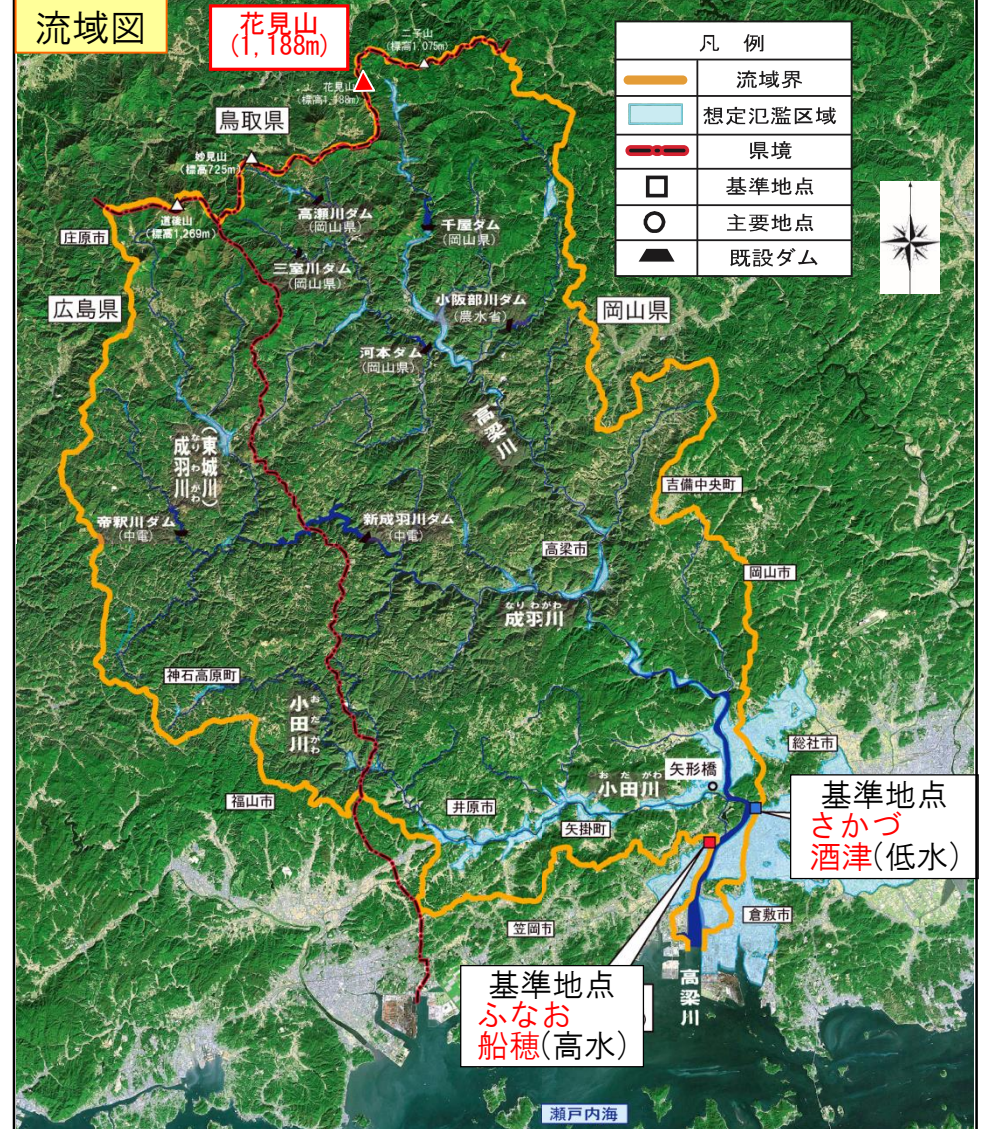 流域図
花見山
(1,188m)
二子山
(標高1,075m)
花見山
(標高1,188m)
鳥取県
妙見山
(標高725m)
道後山
(標高1,269m)
庄原市
広島県
凡 例
流域界
想定氾濫区域
県境
基準地点
主要地点
既設ダム
高瀬川ダム
(岡山県)
千屋ダム
(岡山県)
三室川ダム
(岡山県)
小阪部川ダム
(農水省)
岡山県
河本ダム
(岡山県)
高梁川
(東城川)
成羽川
なりわがわ
吉備中央町
帝釈川ダム
(中電)
新成羽川ダム
(中電)
高梁市
岡山市
なりわがわ
成羽川
神石高原町
おだがわ
小田川
総社市
矢形橋
おだがわ
小田川
福山市
井原市
矢掛町
基準地点
さかづ
酒津(低水)
笠岡市
倉敷市
基準地点
ふなお
船穂(高水)
高梁川
瀬戸内海